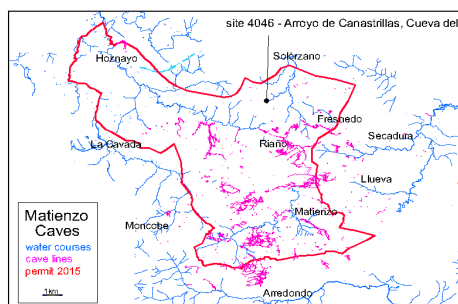 site 4046 - Arroyo de Canastrillas, Cueva del
Solórzano
Hoznayo
Fresnedo
Secadura
La Cavada
Riaño
Llueva
Matienzo
Moncobe
Arredondo
Matienzo
Caves
water courses
cave lines
permit 2015
1km